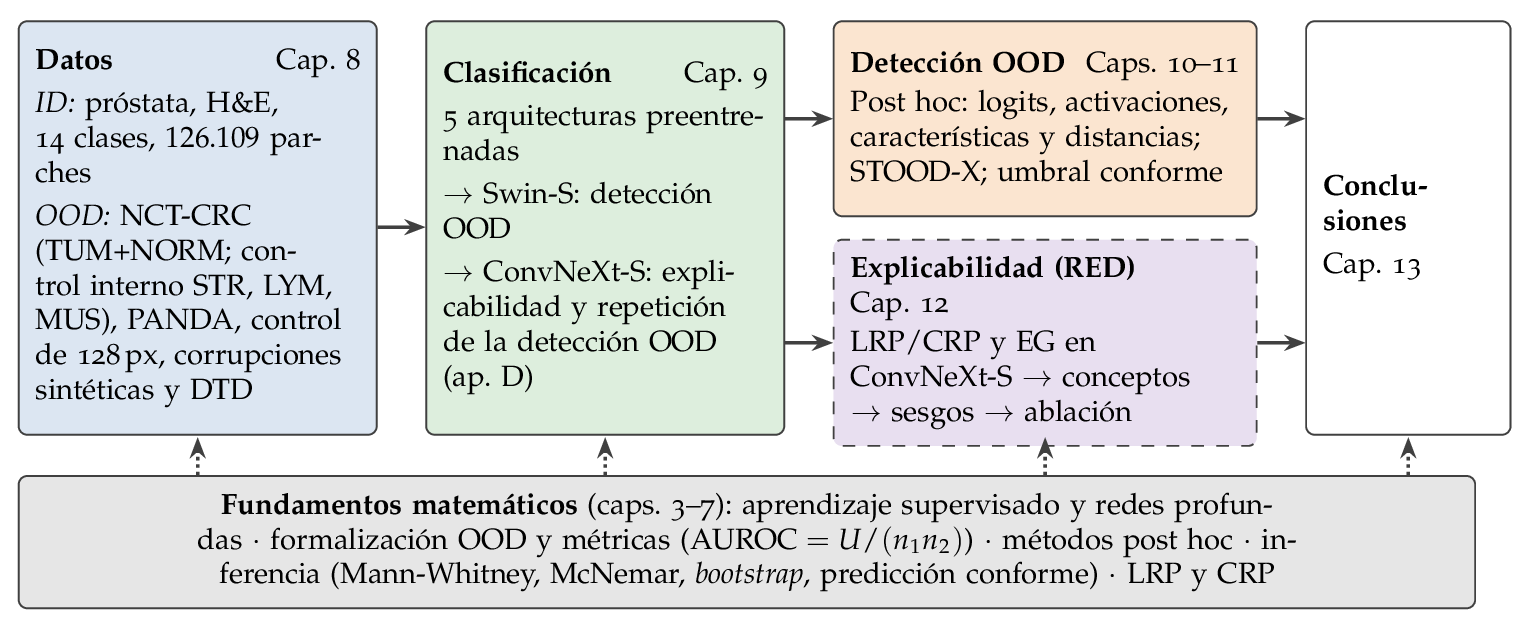 Datos Cap. 8
ID: próstata, H&E,
14 clases, 126.109 par-
ches
OOD: NCT-CRC
(TUM+NORM; con-
trol interno STR, LYM,
MUS), PANDA, control
de 128 px, corrupciones
sintéticas y DTD
Clasificación Cap. 9
5 arquitecturas preentre-
nadas
→ Swin-S: detección
OOD
→ ConvNeXt-S: expli-
cabilidad y repetición
de la detección OOD
(ap. D)
Detección OOD Caps. 10–11
Post hoc: logits, activaciones,
características y distancias;
STOOD-X; umbral conforme
Explicabilidad (RED)
Cap. 12
LRP/CRP y EG en
ConvNeXt-S → conceptos
→ sesgos → ablación
Conclu-
siones
Cap. 13
Fundamentos matemáticos (caps. 3–7): aprendizaje supervisado y redes profun-
das · formalización OOD y métricas (AUROC = U/(n₁n₂)) · métodos post hoc · in-
ferencia (Mann-Whitney, McNemar, bootstrap, predicción conforme) · LRP y CRP